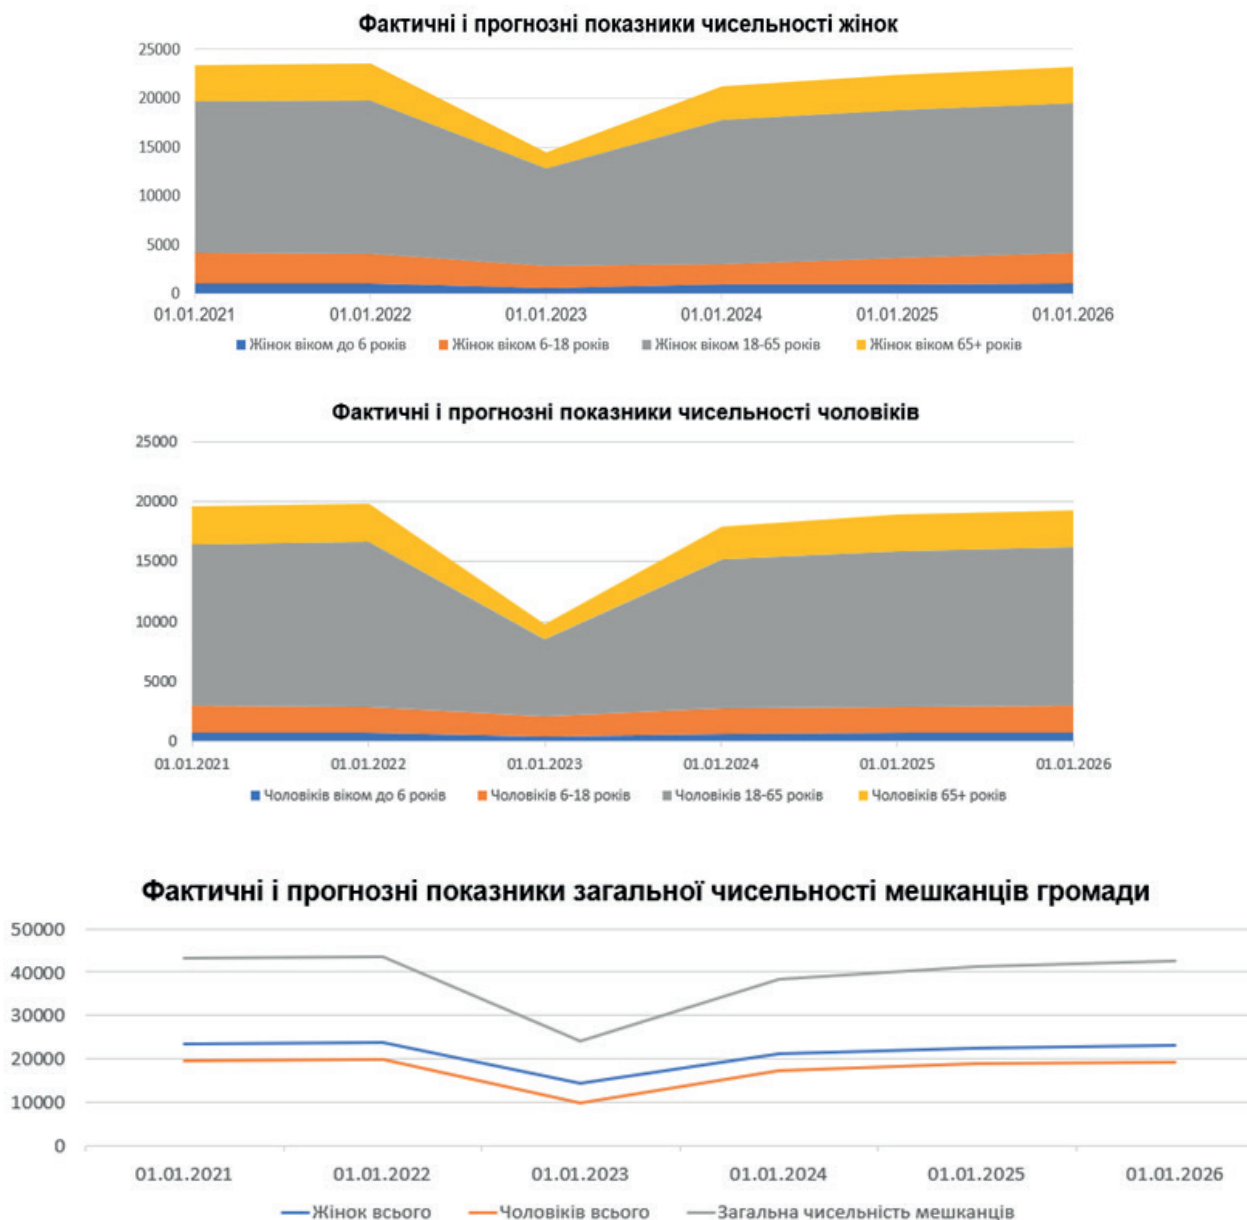 Фактичні і прогнозні показники чисельності жінок
25000
20000
15000
10000
5000
0
01.01.2021 01.01.2022 01.01.2023 01.01.2024 01.01.2025 01.01.2026
Жінок віком до 6 років Жінок віком 6-18 років Жінок віком 18-65 років Жінок віком 65+ років
Фактичні і прогнозні показники чисельності чоловіків
25000
20000
15000
10000
5000
0
01.01.2021 01.01.2022 01.01.2023 01.01.2024 01.01.2025 01.01.2026
Чоловіків віком до 6 років Чоловіків 6-18 років Чоловіків 18-65 років Чоловіків 65+ років
Фактичні і прогнозні показники загальної чисельності мешканців громади
50000
40000
30000
20000
10000
0
01.01.2021 01.01.2022 01.01.2023 01.01.2024 01.01.2025 01.01.2026
Жінок всього Чоловіків всього Загальна чисельність мешканців